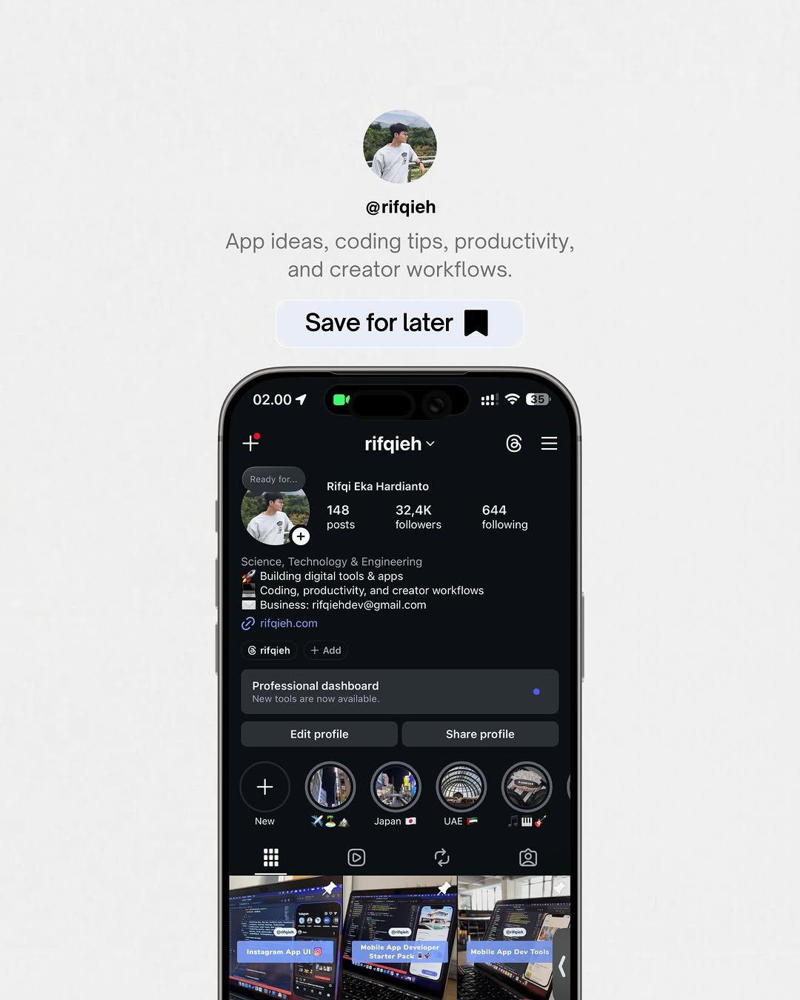 @rifqieh
App ideas, coding tips, productivity,
and creator workflows.
Save for later
02.00
35
rifqieh
Ready for...
Rifqi Eka Hardianto
148
32,4K
644
posts
followers
following
Science, Technology & Engineering
🚀 Building digital tools & apps
💻 Coding, productivity, and creator workflows
✉️ Business: rifqiehdev@gmail.com
rifqieh.com
rifqieh
+ Add
Professional dashboard
New tools are now available.
Edit profile
Share profile
New
✈️🏝️⛰️
Japan 🇯🇵
UAE 🇦🇪
🎵🎹🎸
@rifqieh
Instagram App UI
@rifqieh
Mobile App Developer
Starter Pack 📱🚀
@rifqieh
Mobile App Dev Tools